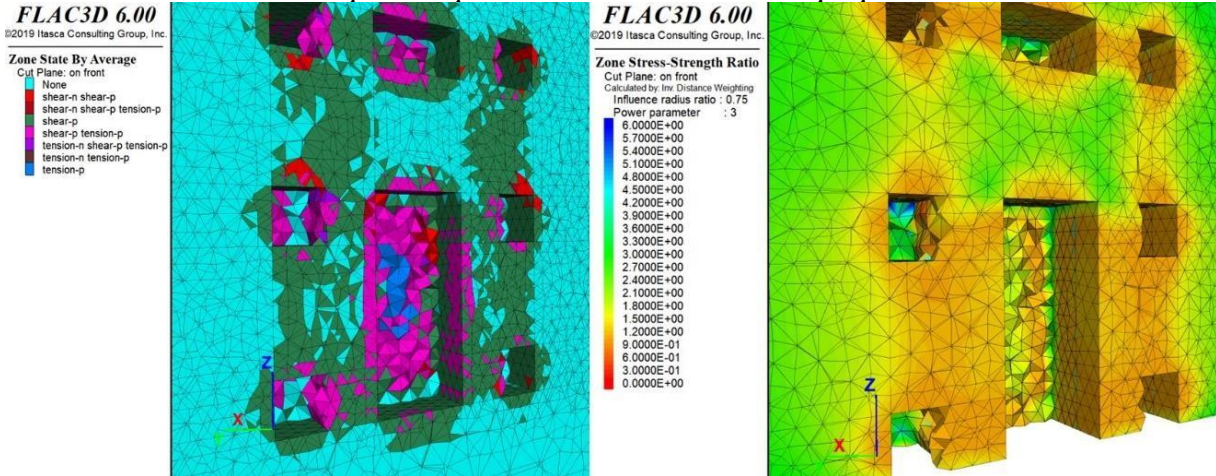 FLAC3D 6.00
©2019 Itasca Consulting Group, Inc.
Zone State By Average
Cut Plane: on front
None
shear-n shear-p
shear-n shear-p tension-p
shear-p
shear-p tension-p
tension-n shear-p tension-p
tension-n tension-p
tension-p
Z
X
FLAC3D 6.00
©2019 Itasca Consulting Group, Inc.
Zone Stress-Strength Ratio
Cut Plane: on front
Calculated by: Inv. Distance Weighting
Influence radius ratio : 0.75
Power parameter : 3
6.0000E+00
5.7000E+00
5.4000E+00
5.1000E+00
4.8000E+00
4.5000E+00
4.2000E+00
3.9000E+00
3.6000E+00
3.3000E+00
3.0000E+00
2.7000E+00
2.4000E+00
2.1000E+00
1.8000E+00
1.5000E+00
1.2000E+00
9.0000E-01
6.0000E-01
3.0000E-01
0.0000E+00
Z
X